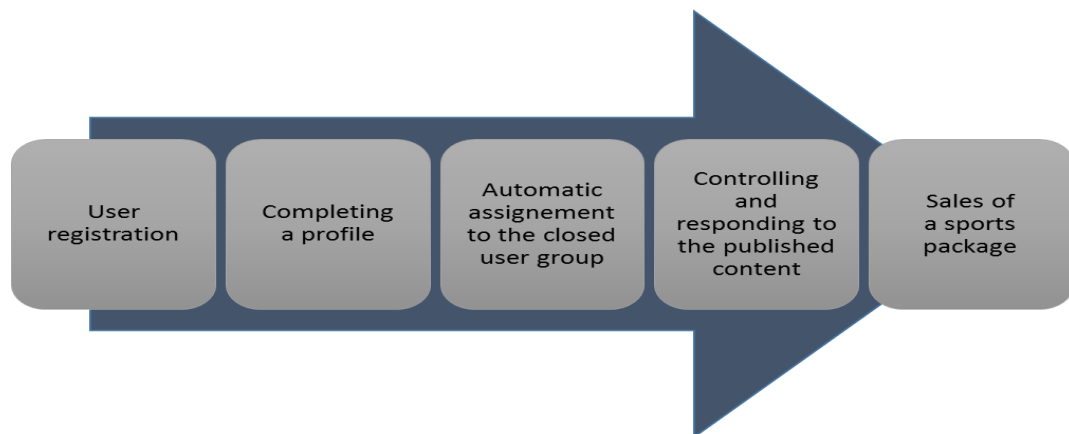 User
registration
Completing
a profile
Automatic
assignement
to the closed
user group
Controlling
and
responding to
the published
content
Sales of
a sports
package